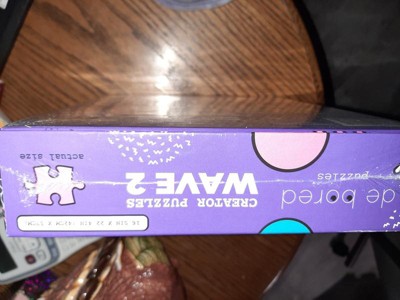 de bored
puzzles
CREATOR PUZZLES
WAVE 2
actual size